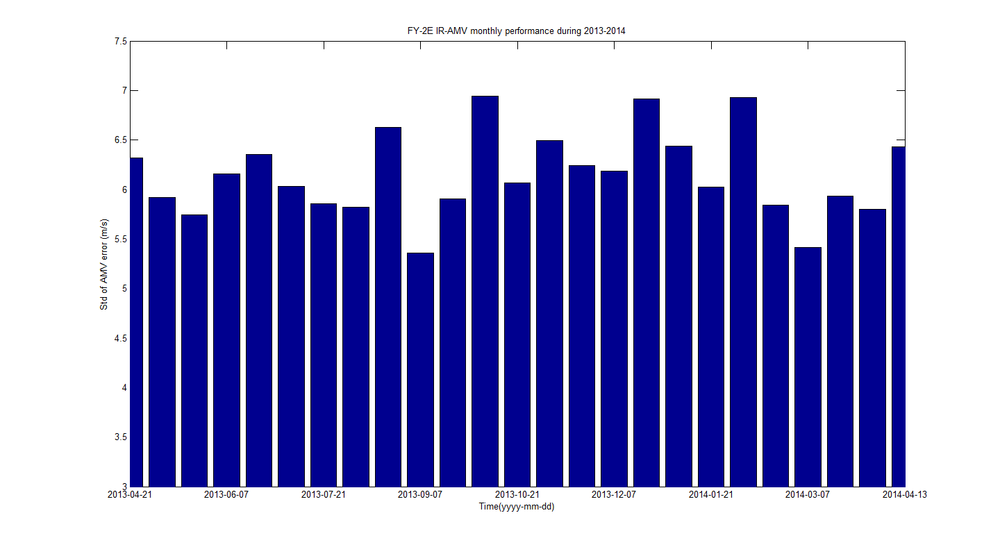 FY-2E IR-AMV monthly performance during 2013-2014
7.5
7
6.5
6
5.5
5
4.5
4
3.5
3
Std of AMV error (m/s)
2013-04-21 2013-06-07 2013-07-21 2013-09-07 2013-10-21 2013-12-07 2014-01-21 2014-03-07 2014-04-13
Time(yyyy-mm-dd)